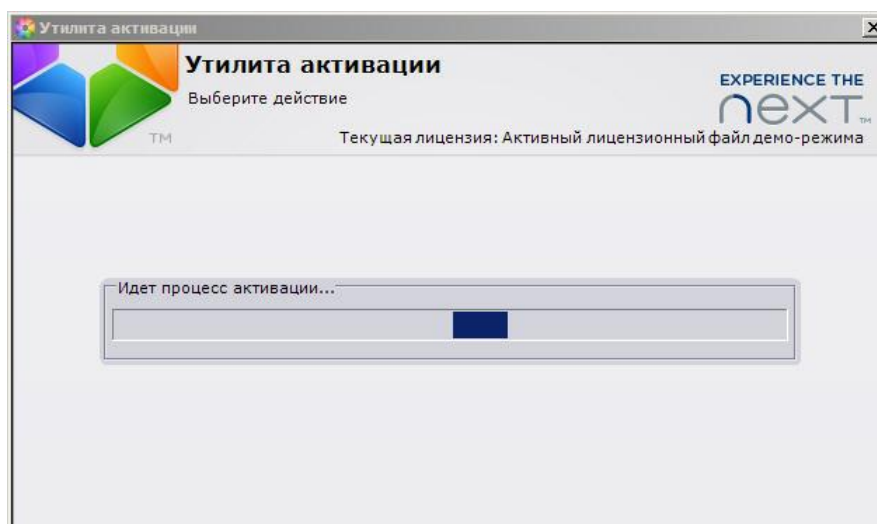 Утилита активации
Утилита активации
Выберите действие
EXPERIENCE THE
next™
TM
Текущая лицензия: Активный лицензионный файл демо-режима
Идет процесс активации...